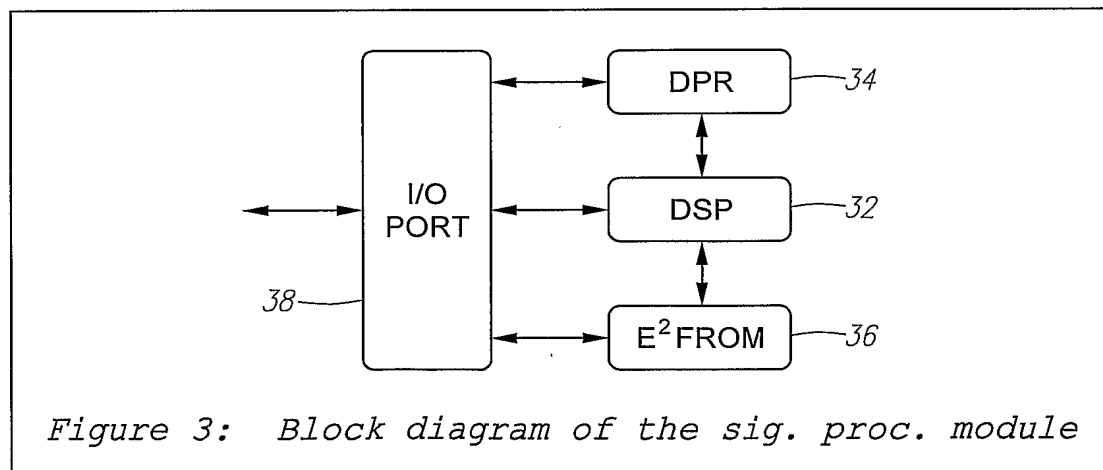 DPR
34
I/O
PORT
DSP
32
38
E²FROM
36
Figure 3: Block diagram of the sig. proc. module